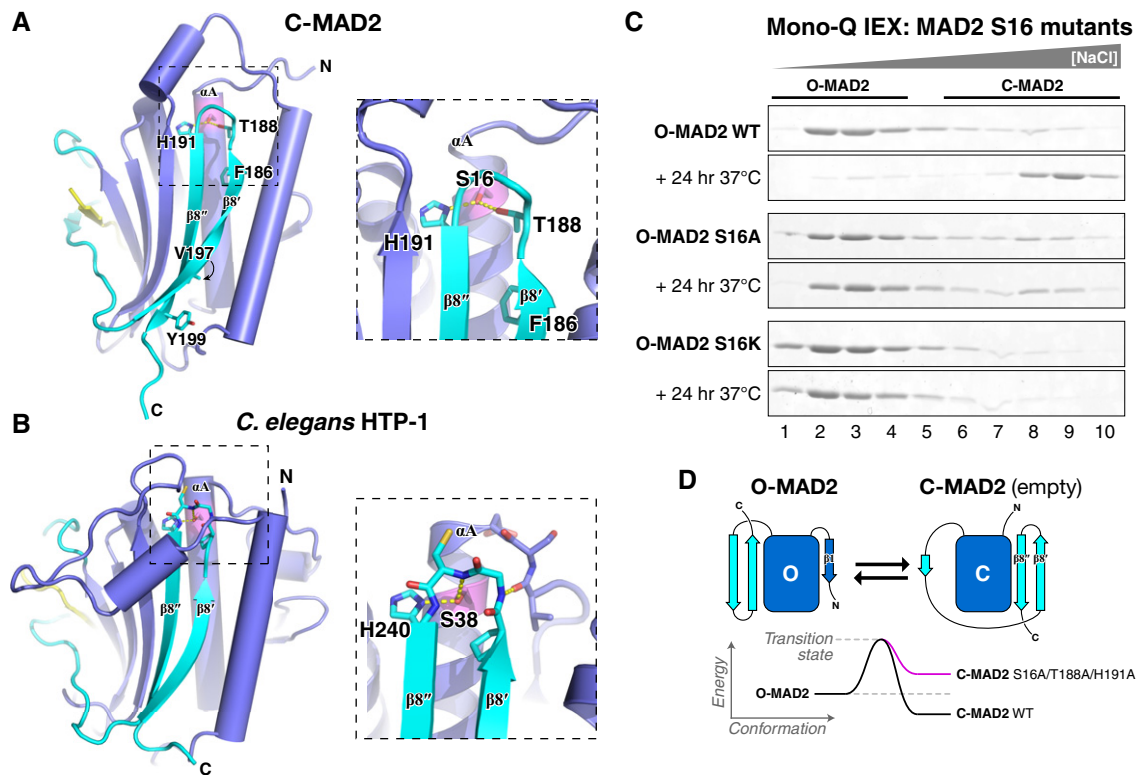 A
C-MAD2
N
αA
H191
T188
F186
β8″
β8′
V197
Y199
C
αA
S16
T188
H191
β8″
β8′
F186
B
C. elegans HTP-1
N
αA
β8″
β8′
C
αA
S38
H240
β8″
β8′
C
Mono-Q IEX: MAD2 S16 mutants
[NaCl]
O-MAD2
C-MAD2
O-MAD2 WT
+ 24 hr 37°C
O-MAD2 S16A
+ 24 hr 37°C
O-MAD2 S16K
+ 24 hr 37°C
1 2 3 4 5 6 7 8 9 10
D
O-MAD2
C-MAD2 (empty)
C
O
β1
N
N
C
β8″
β8′
C
Energy
Conformation
Transition
state
O-MAD2
C-MAD2 S16A/T188A/H191A
C-MAD2 WT